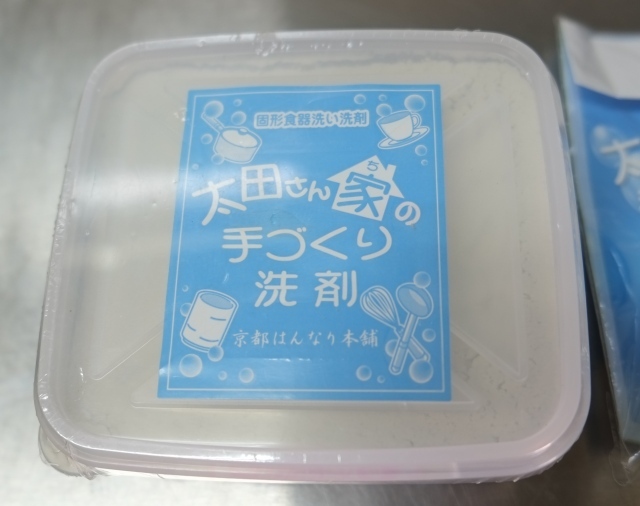 固形食器洗い洗剤
太田さん家の
ち
手づくり
洗剤
京都はんなり本舗